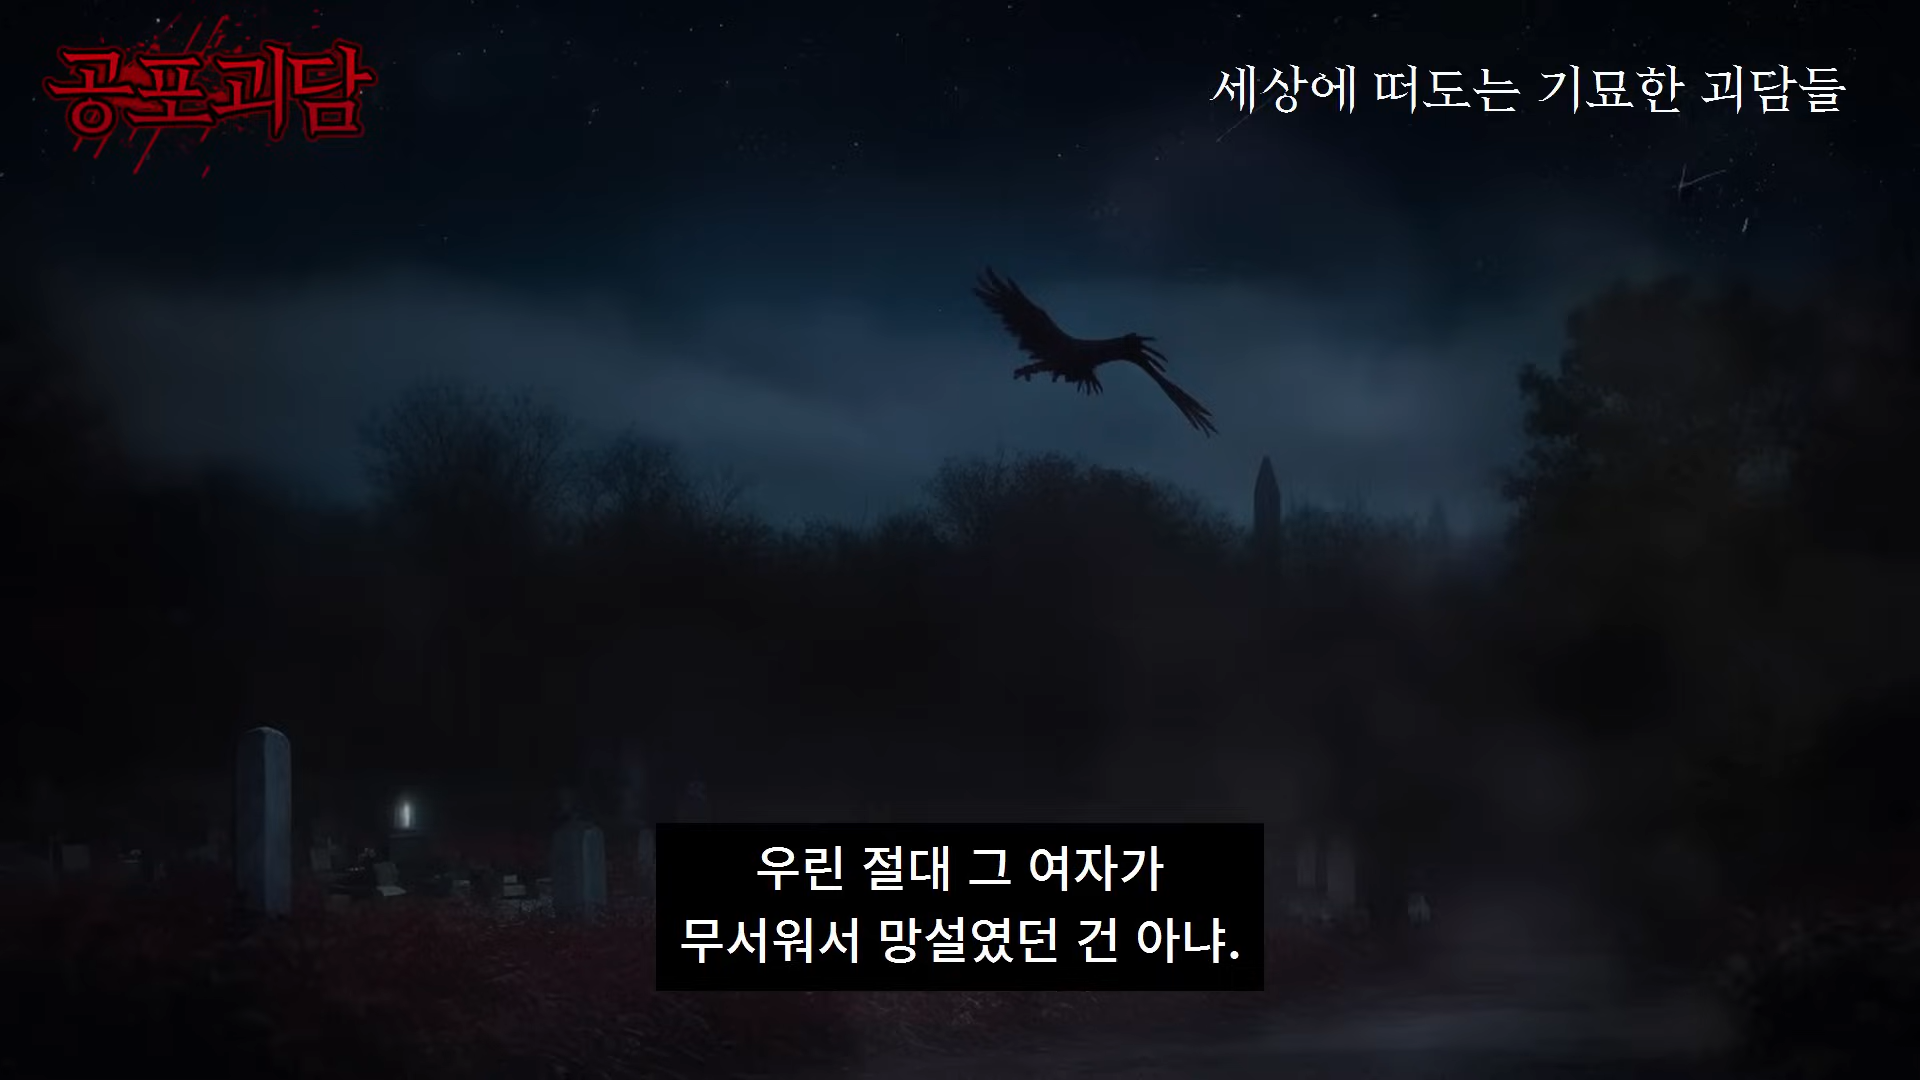 공포괴담
세상에 떠도는 기묘한 괴담들
우린 절대 그 여자가
무서워서 망설였던 건 아냐.